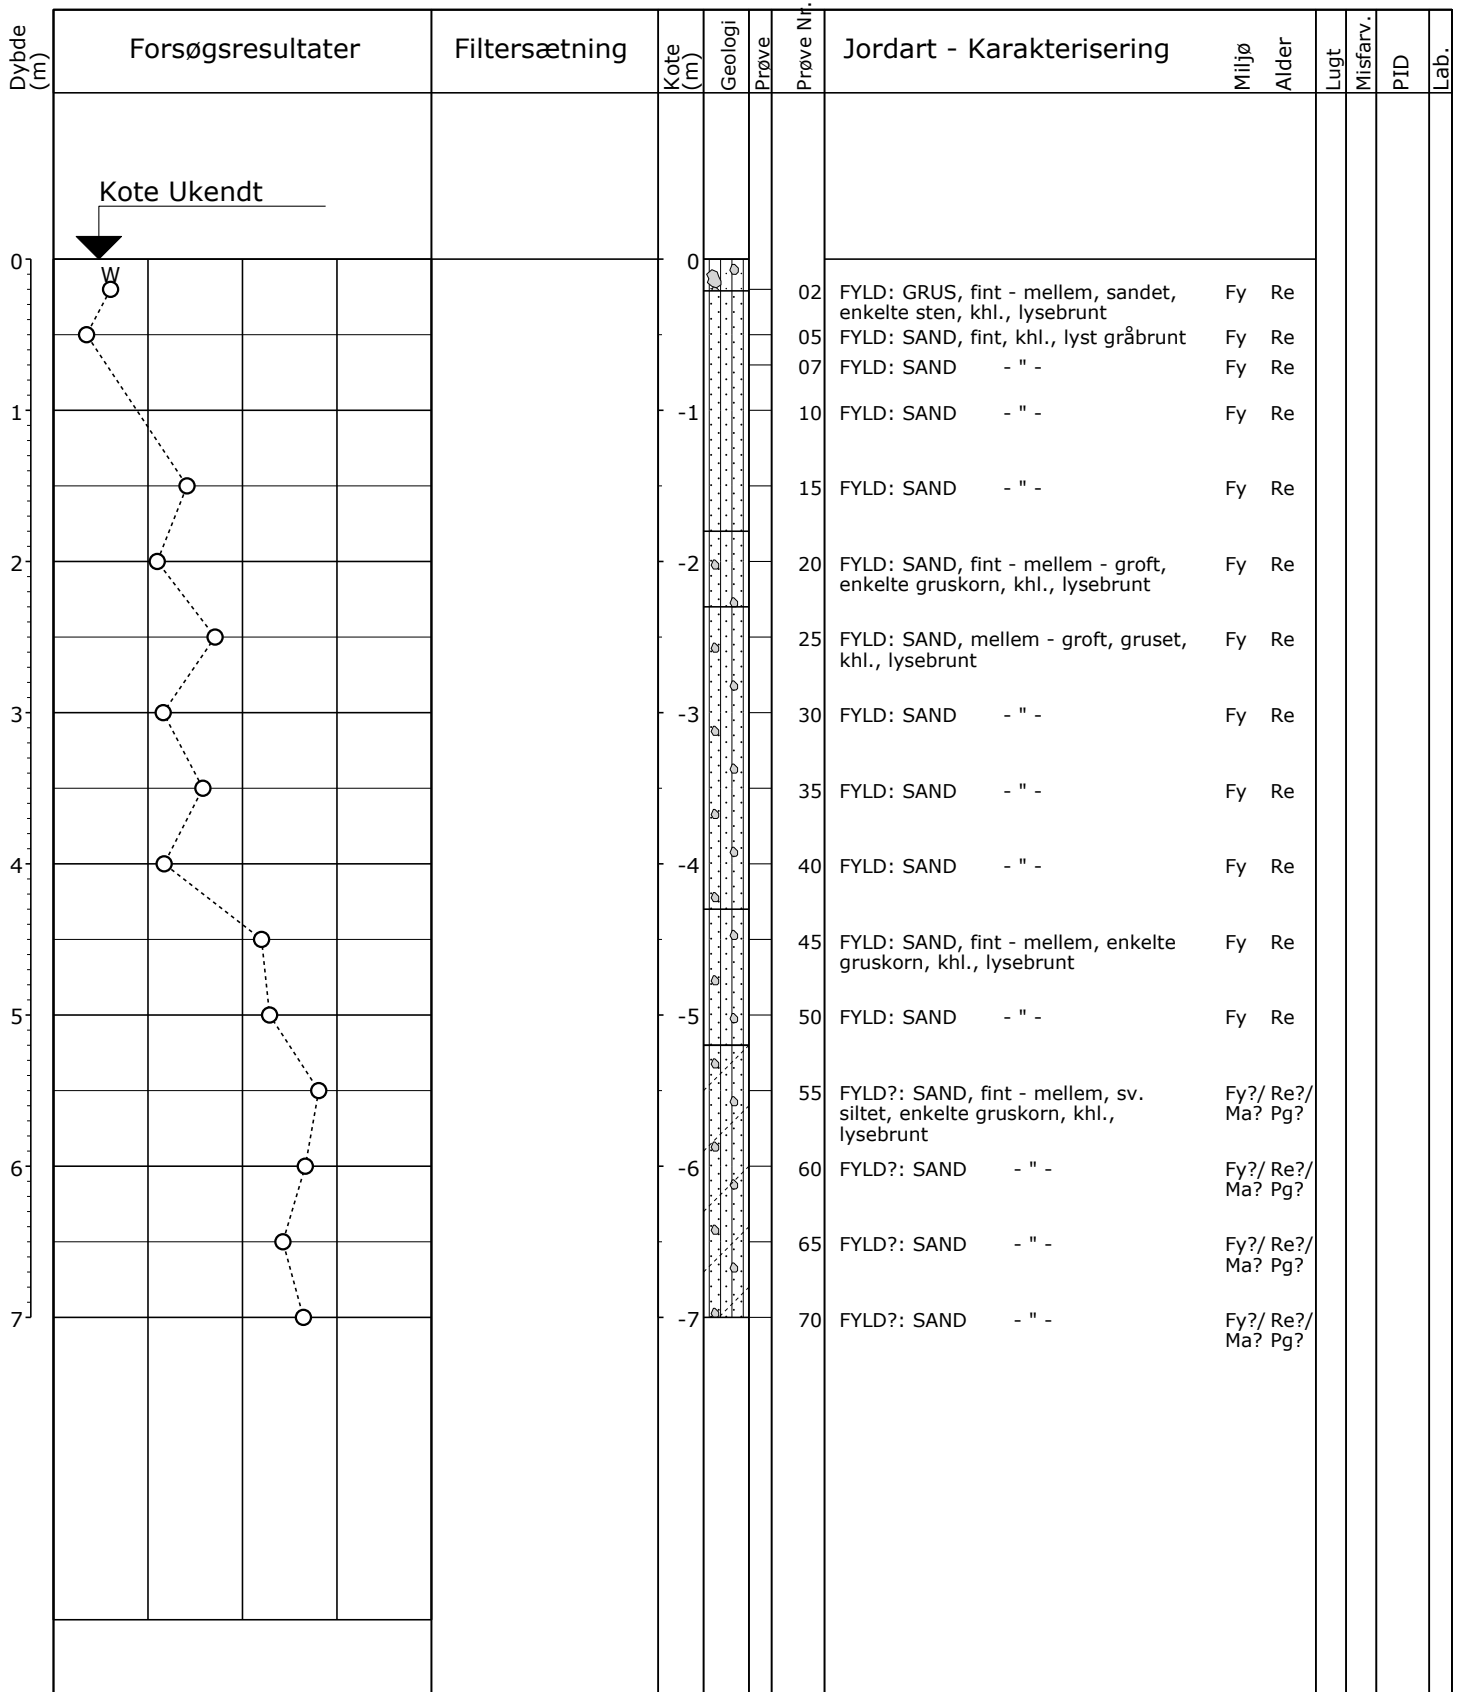 Dybde (m)
Forsøgsresultater
Filtersætning
Kote (m)
Geologi
Prøve
Prøve Nr.
Jordart - Karakterisering
Miljø
Alder
Lugt
Misfarv.
PID
Lab.
Kote Ukendt
W
0 0
02 FYLD: GRUS, fint - mellem, sandet, Fy Re
enkelte sten, khl., lysebrunt
05 FYLD: SAND, fint, khl., lyst gråbrunt Fy Re
07 FYLD: SAND - " - Fy Re
1 -1 10 FYLD: SAND - " - Fy Re
15 FYLD: SAND - " - Fy Re
2 -2 20 FYLD: SAND, fint - mellem - groft, Fy Re
enkelte gruskorn, khl., lysebrunt
25 FYLD: SAND, mellem - groft, gruset, Fy Re
khl., lysebrunt
3 -3 30 FYLD: SAND - " - Fy Re
35 FYLD: SAND - " - Fy Re
4 -4 40 FYLD: SAND - " - Fy Re
45 FYLD: SAND, fint - mellem, enkelte Fy Re
gruskorn, khl., lysebrunt
5 -5 50 FYLD: SAND - " - Fy Re
55 FYLD?: SAND, fint - mellem, sv. Fy?/ Re?/
siltet, enkelte gruskorn, khl., Ma? Pg?
lysebrunt
6 -6 60 FYLD?: SAND - " - Fy?/ Re?/
Ma? Pg?
65 FYLD?: SAND - " - Fy?/ Re?/
Ma? Pg?
7 -7 70 FYLD?: SAND - " - Fy?/ Re?/
Ma? Pg?